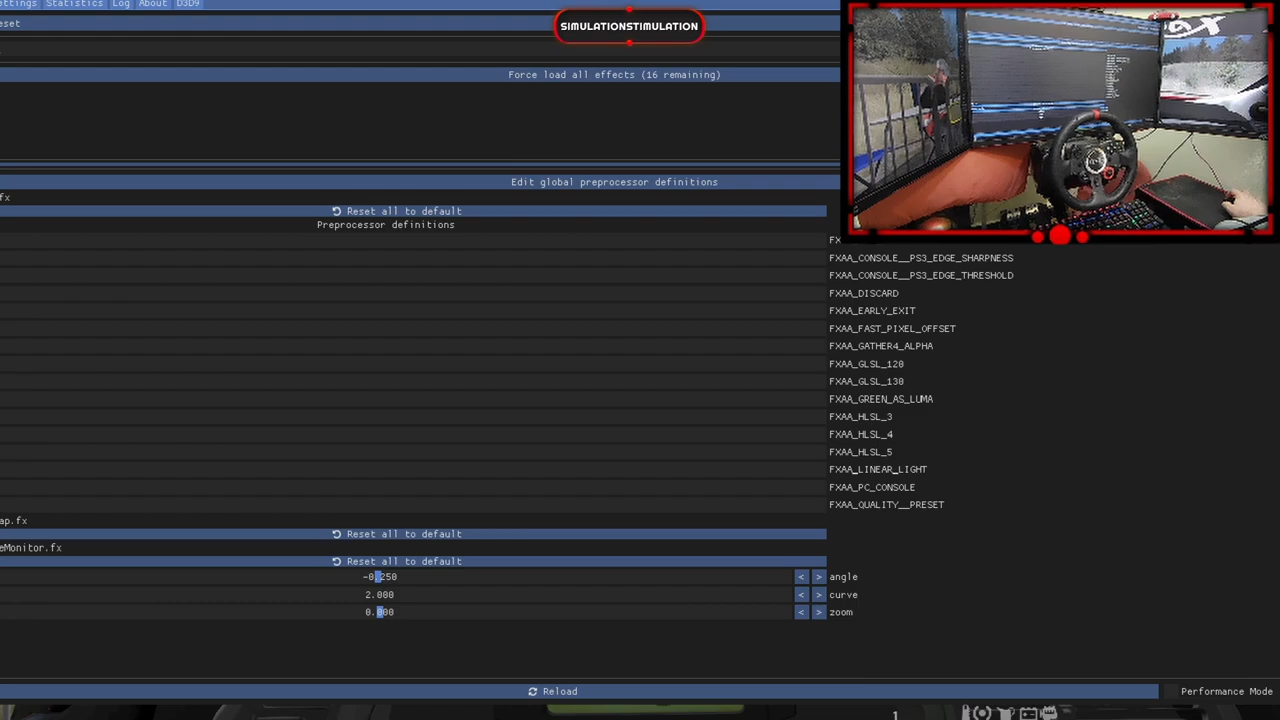 ettings Statistics Log About D3D9
eset
SIMULATIONSTIMULATION
Force load all effects (16 remaining)
Edit global preprocessor definitions
fx
Reset all to default
Preprocessor definitions
FX
FXAA_CONSOLE__PS3_EDGE_SHARPNESS
FXAA_CONSOLE__PS3_EDGE_THRESHOLD
FXAA_DISCARD
FXAA_EARLY_EXIT
FXAA_FAST_PIXEL_OFFSET
FXAA_GATHER4_ALPHA
FXAA_GLSL_120
FXAA_GLSL_130
FXAA_GREEN_AS_LUMA
FXAA_HLSL_3
FXAA_HLSL_4
FXAA_HLSL_5
FXAA_LINEAR_LIGHT
FXAA_PC_CONSOLE
FXAA_QUALITY__PRESET
ap.fx
Reset all to default
eMonitor.fx
Reset all to default
-0.250 < > angle
2.000 < > curve
0.000 < > zoom
Reload Performance Mode
1